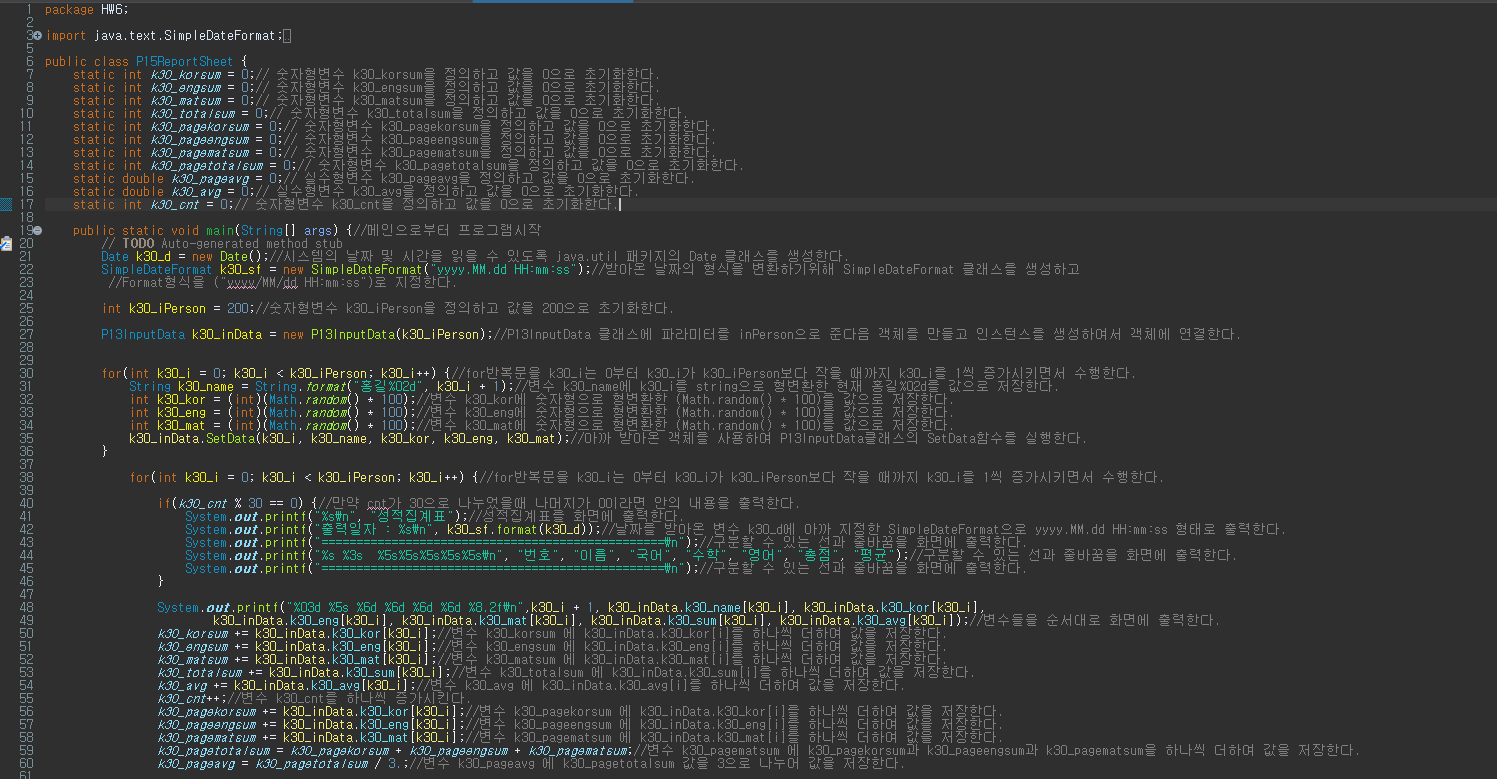 1 package HW6;
2
3 import java.text.SimpleDateFormat;
5
6 public class P15ReportSheet {
7 static int k30_korsum = 0;// 숫자형변수 k30_korsum을 정의하고 값을 0으로 초기화한다.
8 static int k30_engsum = 0;// 숫자형변수 k30_engsum을 정의하고 값을 0으로 초기화한다.
9 static int k30_matsum = 0;// 숫자형변수 k30_matsum을 정의하고 값을 0으로 초기화한다.
10 static int k30_totalsum = 0;// 숫자형변수 k30_totalsum을 정의하고 값을 0으로 초기화한다.
11 static int k30_pagekorsum = 0;// 숫자형변수 k30_pagekorsum을 정의하고 값을 0으로 초기화한다.
12 static int k30_pageengsum = 0;// 숫자형변수 k30_pageengsum을 정의하고 값을 0으로 초기화한다.
13 static int k30_pagematsum = 0;// 숫자형변수 k30_pagematsum을 정의하고 값을 0으로 초기화한다.
14 static int k30_pagetotalsum = 0;// 숫자형변수 k30_pagetotalsum을 정의하고 값을 0으로 초기화한다.
15 static double k30_pageavg = 0;// 실수형변수 k30_pageavg을 정의하고 값을 0으로 초기화한다.
16 static double k30_avg = 0;// 실수형변수 k30_avg을 정의하고 값을 0으로 초기화한다.
17 static int k30_cnt = 0;// 숫자형변수 k30_cnt을 정의하고 값을 0으로 초기화한다.
18
19 public static void main(String[] args) {//메인으로부터 프로그램시작
20 // TODO Auto-generated method stub
21 Date k30_d = new Date();//시스템의 날짜 및 시간을 읽을 수 있도록 java.util 패키지의 Date 클래스를 생성한다.
22 SimpleDateFormat k30_sf = new SimpleDateFormat("yyyy.MM.dd HH:mm:ss");//받아온 날짜의 형식을 변환하기위해 SimpleDateFormat 클래스를 생성하고
23 //Format형식을 ("yyyy/MM/dd HH:mm:ss")로 지정한다.
24
25 int k30_iPerson = 200;//숫자형변수 k30_iPerson을 정의하고 값을 200으로 초기화한다.
26
27 P13InputData k30_inData = new P13InputData(k30_iPerson);//P13InputData 클래스에 파라미터를 inPerson으로 준다음 객체를 만들고 인스턴스를 생성하여서 객체에 연결한다.
28
29
30 for(int k30_i = 0; k30_i < k30_iPerson; k30_i++) {//for반복문을 k30_i는 0부터 k30_i가 k30_iPerson보다 작을 때까지 k30_i를 1씩 증가시키면서 수행한다.
31 String k30_name = String.format("홍길%02d", k30_i + 1);//변수 k30_name에 k30_i를 string으로 형변환한 현재 홍길%02d를 값으로 저장한다.
32 int k30_kor = (int)(Math.random() * 100);//변수 k30_kor에 숫자형으로 형변환한 (Math.random() * 100)를 값으로 저장한다.
33 int k30_eng = (int)(Math.random() * 100);//변수 k30_eng에 숫자형으로 형변환한 (Math.random() * 100)를 값으로 저장한다.
34 int k30_mat = (int)(Math.random() * 100);//변수 k30_mat에 숫자형으로 형변환한 (Math.random() * 100)를 값으로 저장한다.
35 k30_inData.SetData(k30_i, k30_name, k30_kor, k30_eng, k30_mat);//아까 받아온 객체를 사용하여 P13InputData클래스의 SetData함수를 실행한다.
36 }
37
38 for(int k30_i = 0; k30_i < k30_iPerson; k30_i++) {//for반복문을 k30_i는 0부터 k30_i가 k30_iPerson보다 작을 때까지 k30_i를 1씩 증가시키면서 수행한다.
39
40 if(k30_cnt % 30 == 0) {//만약 cnt가 30으로 나누었을때 나머지가 0이라면 안의 내용을 출력한다.
41 System.out.printf("%s\n", "성적집계표");//성적집계표를 화면에 출력한다.
42 System.out.printf("출력일자 : %s\n", k30_sf.format(k30_d));//날짜를 받아온 변수 k30_d에 아까 지정한 SimpleDateFormat으로 yyyy.MM.dd HH:mm:ss 형태로 출력한다.
43 System.out.printf("=================================================\n");//구분할 수 있는 선과 줄바꿈을 화면에 출력한다.
44 System.out.printf("%s %3s  %5s%5s%5s%5s%5s\n", "번호", "이름", "국어", "수학", "영어", "총점", "평균");//구분할 수 있는 선과 줄바꿈을 화면에 출력한다.
45 System.out.printf("=================================================\n");//구분할 수 있는 선과 줄바꿈을 화면에 출력한다.
46 }
47
48 System.out.printf("%03d %5s %6d %6d %6d %6d %8.2f\n",k30_i + 1, k30_inData.k30_name[k30_i], k30_inData.k30_kor[k30_i],
49 k30_inData.k30_eng[k30_i], k30_inData.k30_mat[k30_i], k30_inData.k30_sum[k30_i], k30_inData.k30_avg[k30_i]);//변수들을 순서대로 화면에 출력한다.
50 k30_korsum += k30_inData.k30_kor[k30_i];//변수 k30_korsum 에 k30_inData.k30_kor[i]를 하나씩 더하여 값을 저장한다.
51 k30_engsum += k30_inData.k30_eng[k30_i];//변수 k30_engsum 에 k30_inData.k30_eng[i]를 하나씩 더하여 값을 저장한다.
52 k30_matsum += k30_inData.k30_mat[k30_i];//변수 k30_matsum 에 k30_inData.k30_mat[i]를 하나씩 더하여 값을 저장한다.
53 k30_totalsum += k30_inData.k30_sum[k30_i];//변수 k30_totalsum 에 k30_inData.k30_sum[i]를 하나씩 더하여 값을 저장한다.
54 k30_avg += k30_inData.k30_avg[k30_i];//변수 k30_avg 에 k30_inData.k30_avg[i]를 하나씩 더하여 값을 저장한다.
55 k30_cnt++;//변수 k30_cnt를 하나씩 증가시킨다.
56 k30_pagekorsum += k30_inData.k30_kor[k30_i];//변수 k30_pagekorsum 에 k30_inData.k30_kor[i]를 하나씩 더하여 값을 저장한다.
57 k30_pageengsum += k30_inData.k30_eng[k30_i];//변수 k30_pageengsum 에 k30_inData.k30_eng[i]를 하나씩 더하여 값을 저장한다.
58 k30_pagematsum += k30_inData.k30_mat[k30_i];//변수 k30_pagematsum 에 k30_inData.k30_mat[i]를 하나씩 더하여 값을 저장한다.
59 k30_pagetotalsum = k30_pagekorsum + k30_pageengsum + k30_pagematsum;//변수 k30_pagematsum 에 k30_pagekorsum과 k30_pageengsum과 k30_pagematsum을 하나씩 더하여 값을 저장한다.
60 k30_pageavg = k30_pagetotalsum / 3.;//변수 k30_pageavg 에 k30_pagetotalsum 값을 3으로 나누어 값을 저장한다.
61